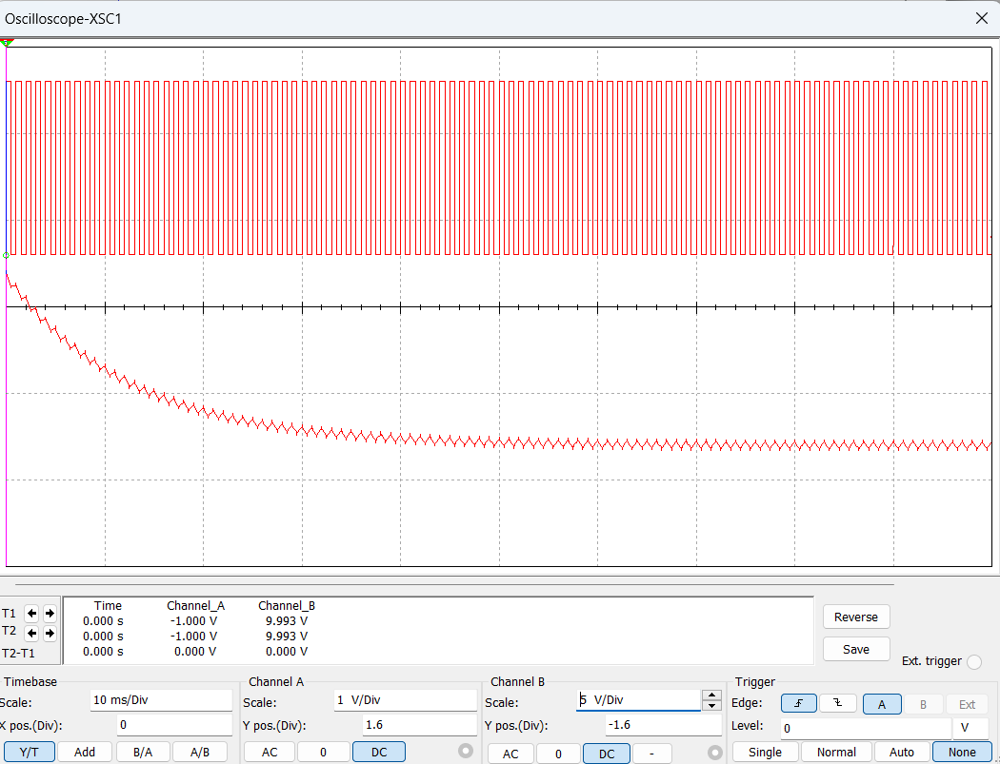 Oscilloscope-XSC1
Time Channel_A Channel_B
T1 0.000 s -1.000 V 9.993 V
T2 0.000 s -1.000 V 9.993 V
T2-T1 0.000 s 0.000 V 0.000 V
Reverse
Save
Ext. trigger
Timebase
Scale: 10 ms/Div
X pos.(Div): 0
Y/T Add B/A A/B
Channel A
Scale: 1 V/Div
Y pos.(Div): 1.6
AC 0 DC
Channel B
Scale: 5 V/Div
Y pos.(Div): -1.6
AC 0 DC -
Trigger
Edge: A B Ext
Level: 0 V
Single Normal Auto None